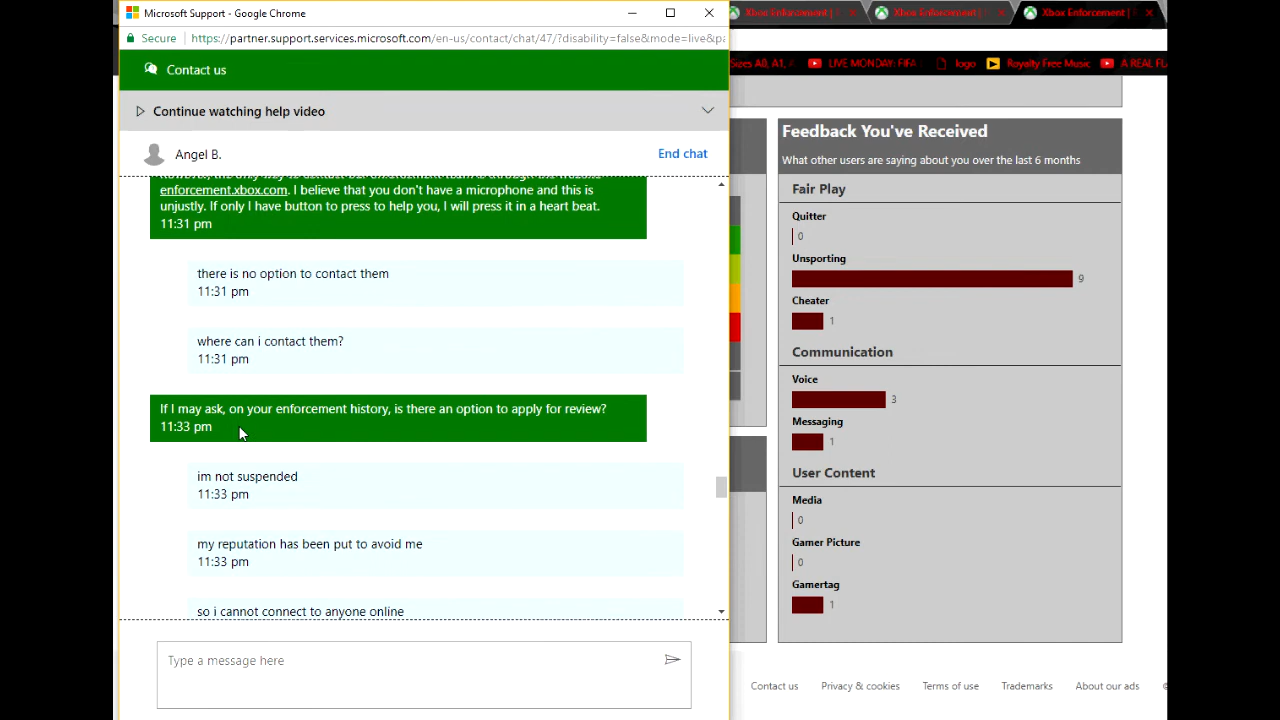 Microsoft Support - Google Chrome
Secure https://partner.support.services.microsoft.com/en-us/contact/chat/47/?disability=false&mode=live&pa
Contact us
Continue watching help video
Angel B.
End chat
enforcement.xbox.com. I believe that you don't have a microphone and this is
unjustly. If only I have button to press to help you, I will press it in a heart beat.
11:31 pm
there is no option to contact them
11:31 pm
where can i contact them?
11:31 pm
If I may ask, on your enforcement history, is there an option to apply for review?
11:33 pm
im not suspended
11:33 pm
my reputation has been put to avoid me
11:33 pm
so i cannot connect to anyone online
Type a message here
Xbox Enforcement |
Xbox Enforcement |
Xbox Enforcement |
Sizes A0, A1, A
LIVE MONDAY: FIFA
logo
Royalty Free Music
A REAL
Feedback You've Received
What other users are saying about you over the last 6 months
Fair Play
Quitter
0
Unsporting
9
Cheater
1
Communication
Voice
3
Messaging
1
User Content
Media
0
Gamer Picture
0
Gamertag
1
Contact us
Privacy & cookies
Terms of use
Trademarks
About our ads
©